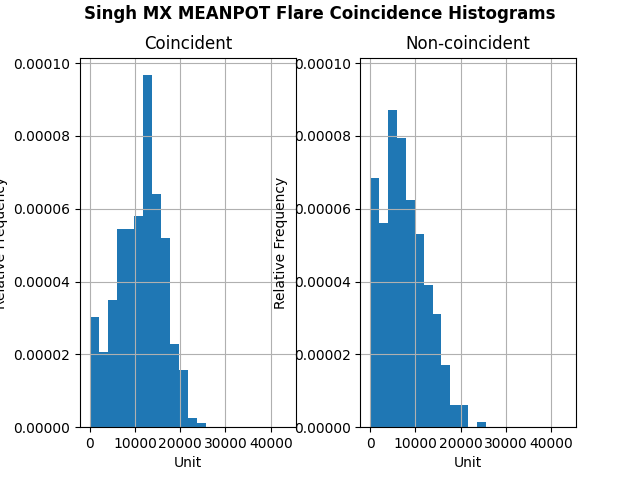 Singh MX MEANPOT Flare Coincidence Histograms
Coincident
Non-coincident
0.00010
0.00008
0.00006
0.00004
0.00002
0.00000
0.00010
0.00008
0.00006
0.00004
0.00002
0.00000
Relative Frequency
Relative Frequency
0 10000 20000 30000 40000
0 10000 20000 30000 40000
Unit
Unit